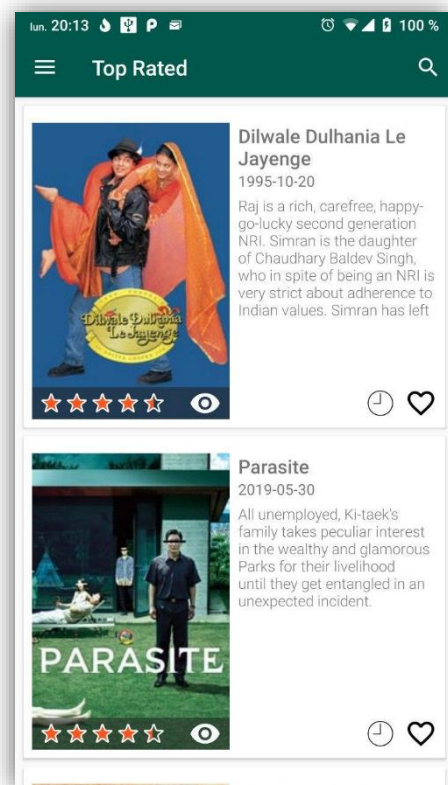 lun. 20:13
100 %
Top Rated
Dilwale Dulhania Le
Jayenge
1995-10-20
Raj is a rich, carefree, happy-
go-lucky second generation
NRI. Simran is the daughter
of Chaudhary Baldev Singh,
who in spite of being an NRI is
very strict about adherence to
Indian values. Simran has left
Dilwale Dulhania
Le Jayenge
Parasite
2019-05-30
All unemployed, Ki-taek's
family takes peculiar interest
in the wealthy and glamorous
Parks for their livelihood
until they get entangled in an
unexpected incident.
PARASITE